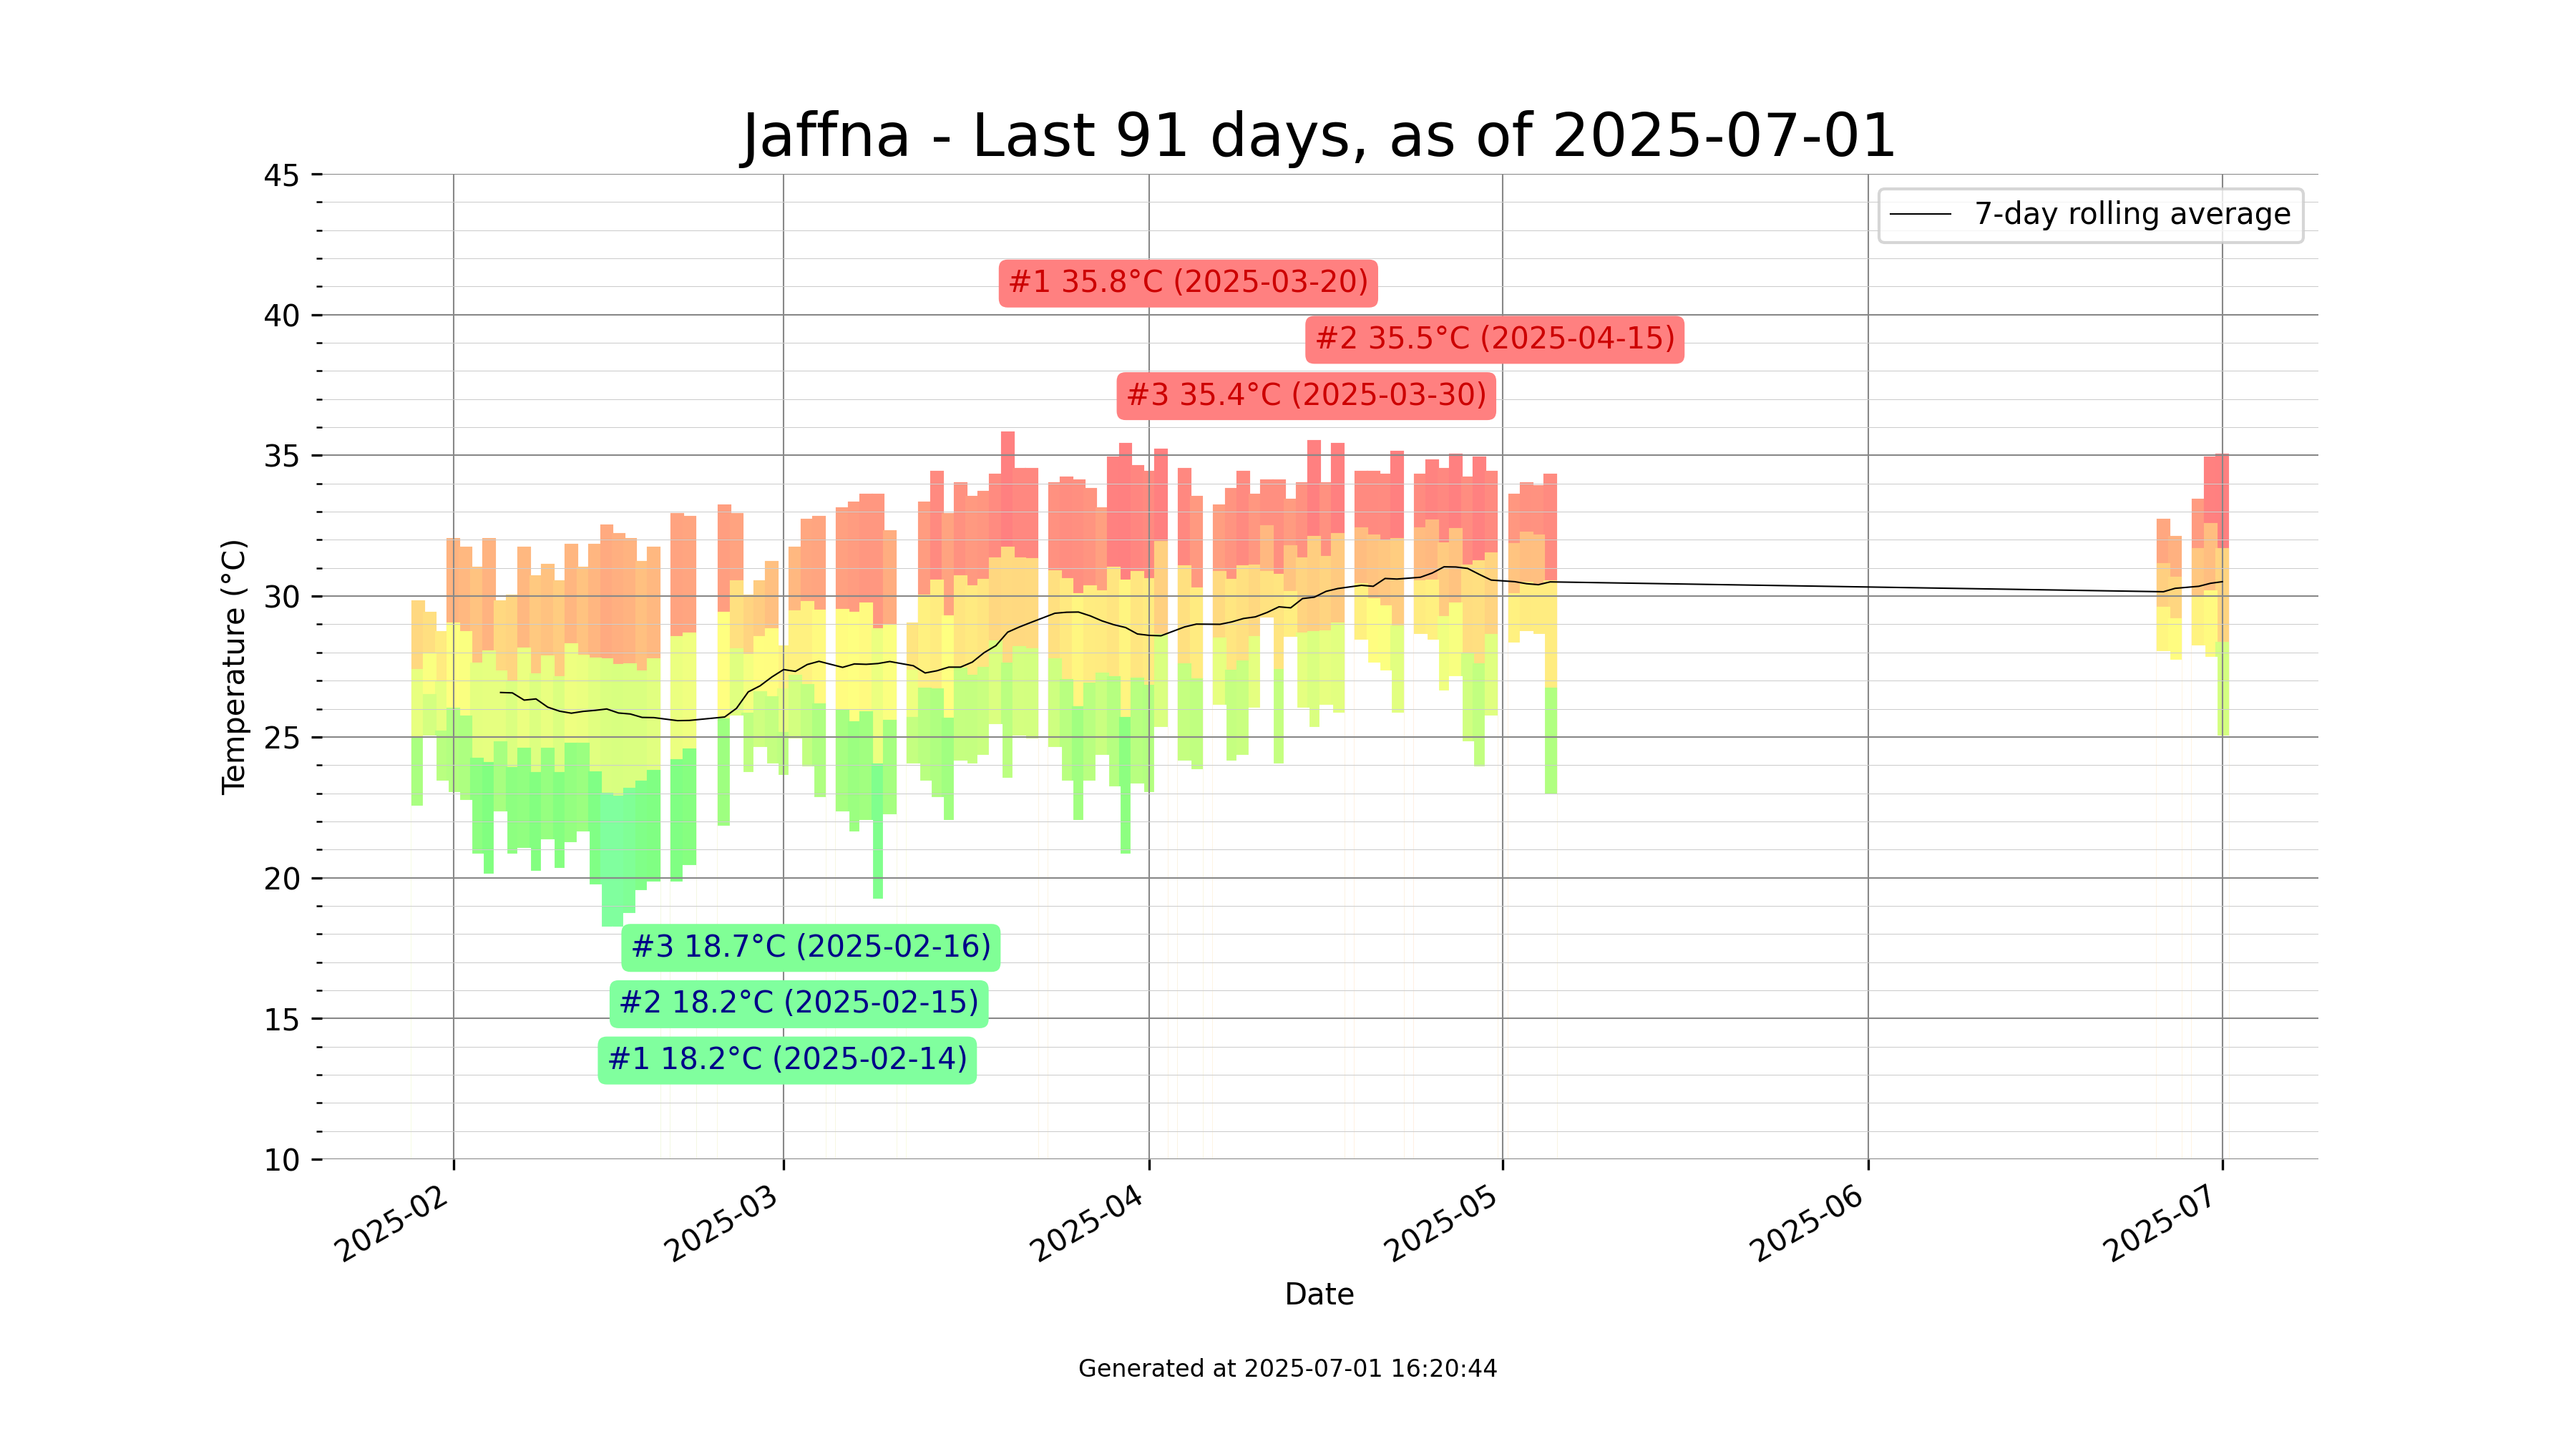 Jaffna - Last 91 days, as of 2025-07-01
7-day rolling average
#1 35.8°C (2025-03-20)
#2 35.5°C (2025-04-15)
#3 35.4°C (2025-03-30)
#3 18.7°C (2025-02-16)
#2 18.2°C (2025-02-15)
#1 18.2°C (2025-02-14)
Temperature (°C)
45
40
35
30
25
20
15
10
2025-02
2025-03
2025-04
2025-05
2025-06
2025-07
Date
Generated at 2025-07-01 16:20:44